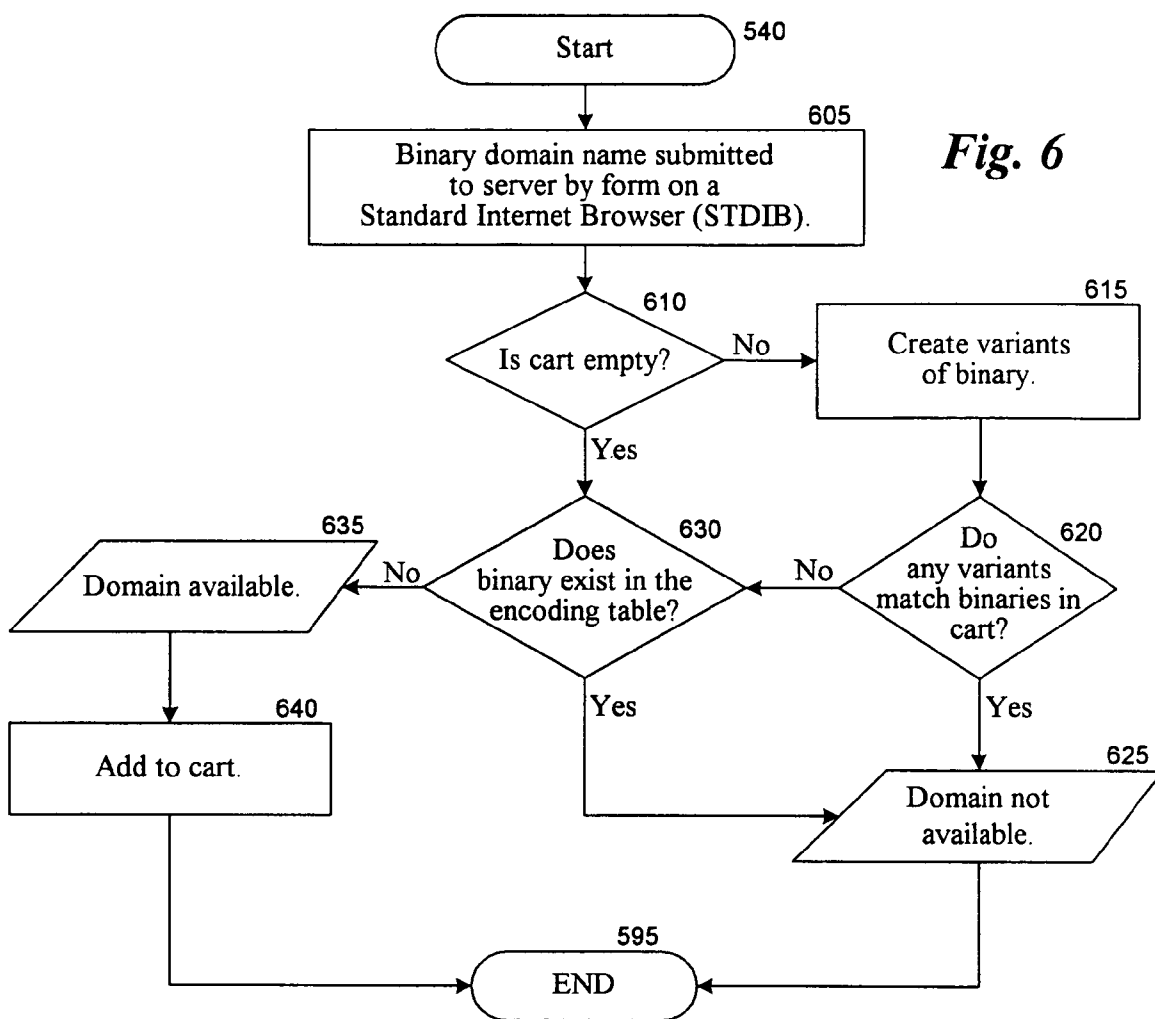 540
Start
605
Fig. 6
Binary domain name submitted
to server by form on a
Standard Internet Browser (STDIB).
610
Is cart empty?
No
615
Create variants
of binary.
Yes
635
Domain available.
No
630
Does
binary exist in the
encoding table?
No
620
Do
any variants
match binaries in
cart?
640
Add to cart.
Yes
Yes
625
Domain not
available.
595
END